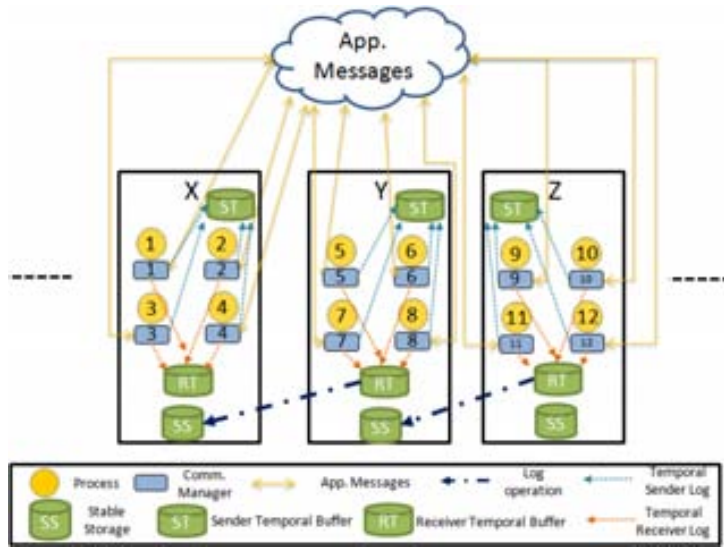 App.
Messages
X
Y
Z
ST
ST
ST
1
2
5
6
9
10
1
2
5
6
9
10
3
4
7
8
11
12
3
4
7
8
11
12
RT
RT
RT
SS
SS
SS
Process
Comm.
Manager
App. Messages
Log
operation
Temporal
Sender Log
SS
Stable
Storage
ST
Sender Temporal Buffer
RT
Receiver Temporal Buffer
Temporal
Receiver Log